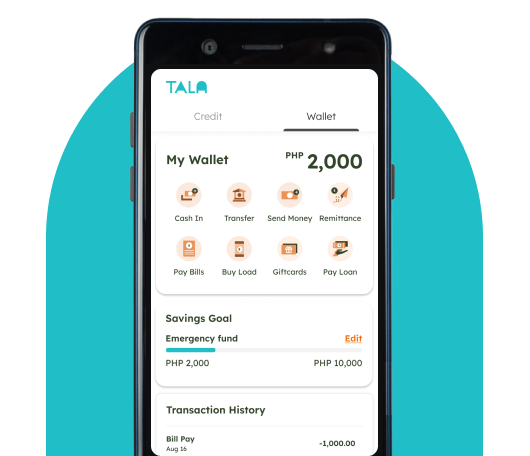 TALA
Credit Wallet
My Wallet PHP 2,000
Cash In Transfer Send Money Remittance
Pay Bills Buy Load Giftcards Pay Loan
Savings Goal
Emergency fund Edit
PHP 2,000 PHP 10,000
Transaction History
Bill Pay -1,000.00
Aug 16